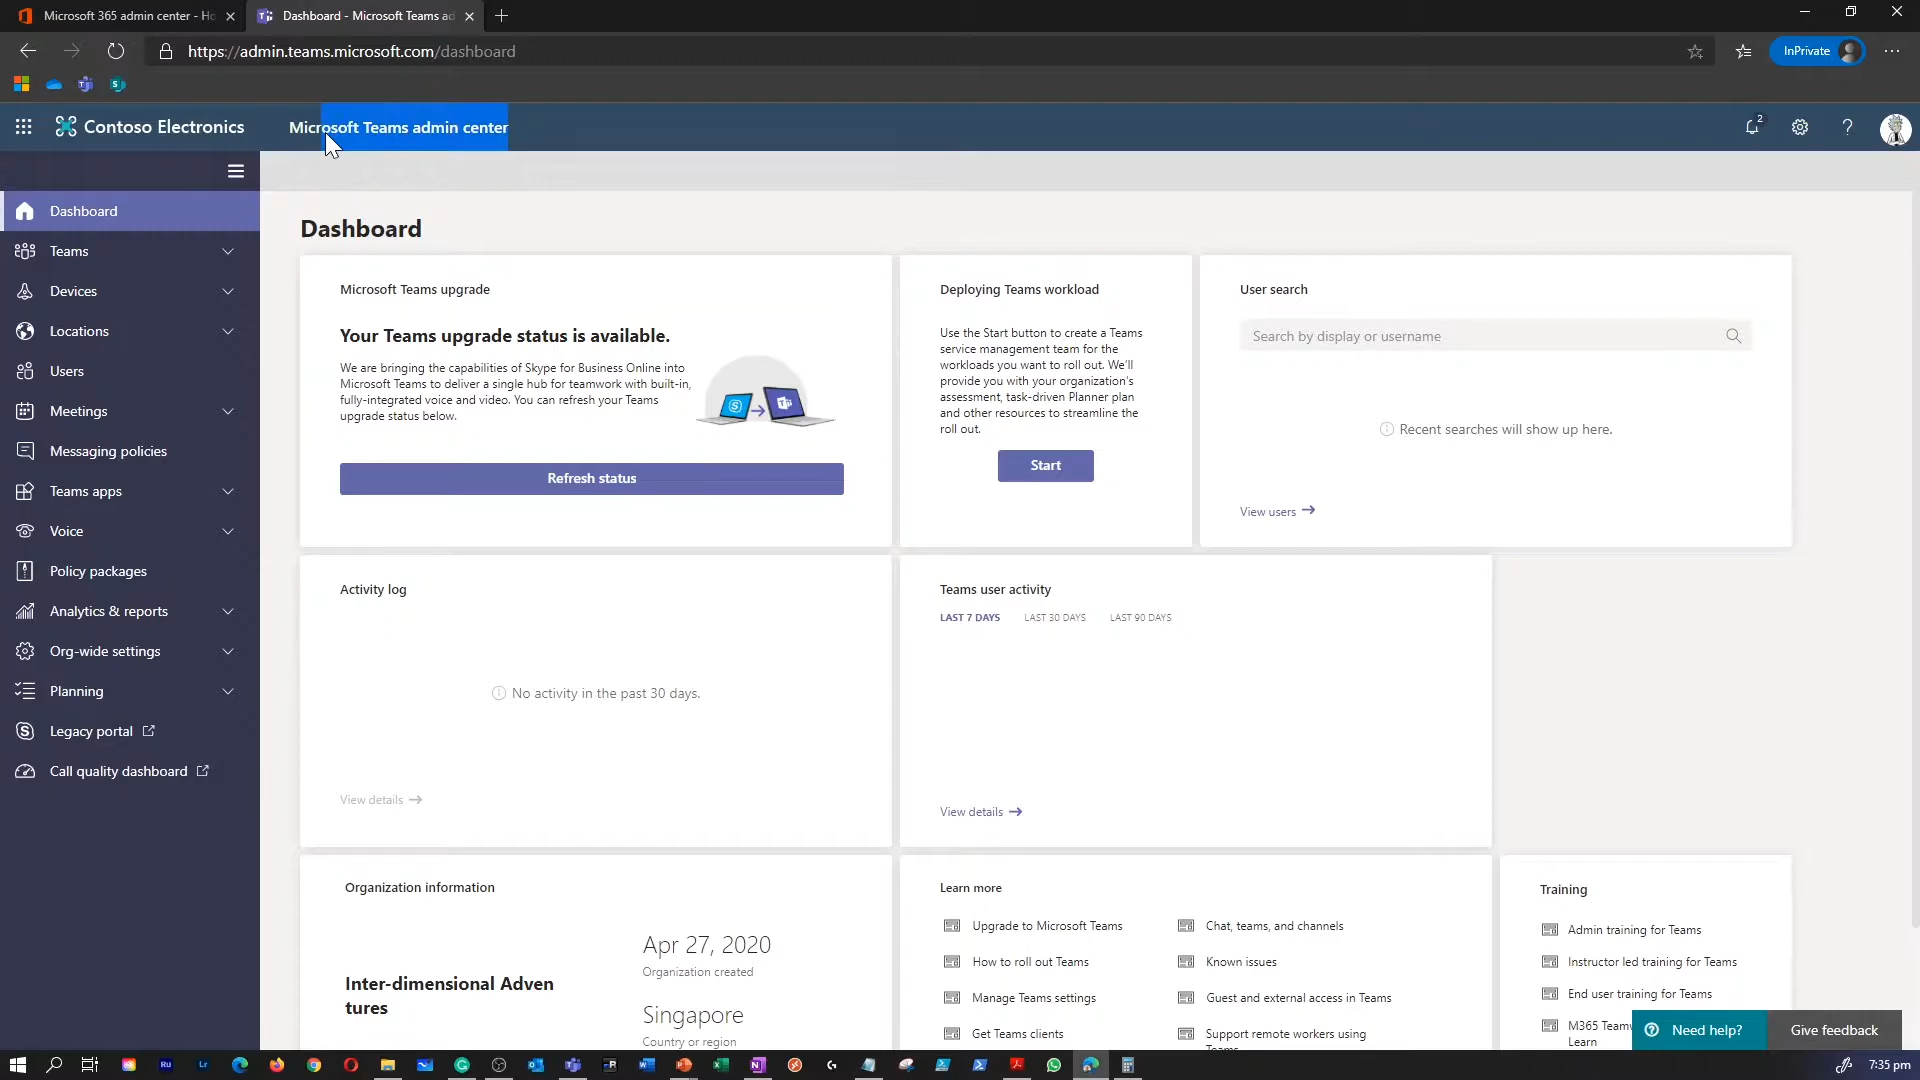 Microsoft 365 admin center - Ho
Dashboard - Microsoft Teams ad
https://admin.teams.microsoft.com/dashboard
InPrivate
Contoso Electronics
Microsoft Teams admin center
2
Dashboard
Teams
Devices
Locations
Users
Meetings
Messaging policies
Teams apps
Voice
Policy packages
Analytics & reports
Org-wide settings
Planning
Legacy portal
Call quality dashboard
Dashboard
Microsoft Teams upgrade
Your Teams upgrade status is available.
We are bringing the capabilities of Skype for Business Online into
Microsoft Teams to deliver a single hub for teamwork with built-in,
fully-integrated voice and video. You can refresh your Teams
upgrade status below.
Refresh status
Deploying Teams workload
Use the Start button to create a Teams
service management team for the
workloads you want to roll out. We'll
provide you with your organization's
assessment, task-driven Planner plan
and other resources to streamline the
roll out.
Start
User search
Search by display or username
Recent searches will show up here.
View users
Activity log
No activity in the past 30 days.
View details
Teams user activity
LAST 7 DAYS
LAST 30 DAYS
LAST 90 DAYS
View details
Organization information
Inter-dimensional Adven
tures
Apr 27, 2020
Organization created
Singapore
Country or region
Learn more
Upgrade to Microsoft Teams
How to roll out Teams
Manage Teams settings
Get Teams clients
Chat, teams, and channels
Known issues
Guest and external access in Teams
Support remote workers using
Training
Admin training for Teams
Instructor led training for Teams
End user training for Teams
M365 Teamw
Learn
Need help?
Give feedback
7:35 pm